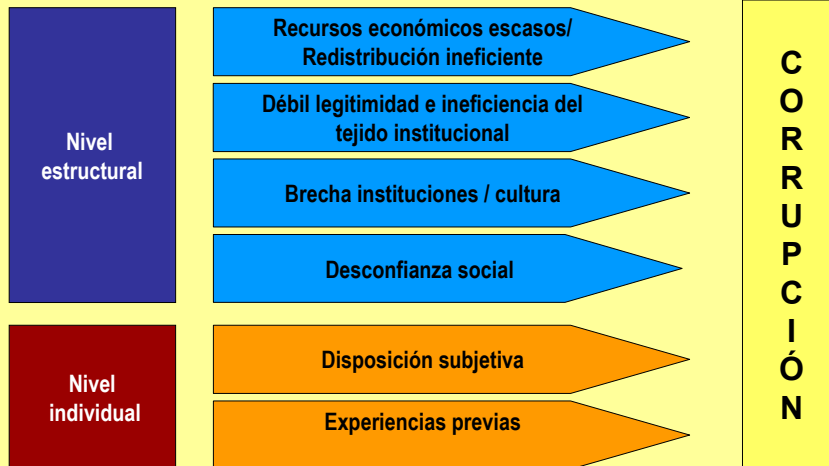 Nivel
estructural
Recursos económicos escasos/
Redistribución ineficiente
Débil legitimidad e ineficiencia del
tejido institucional
Brecha instituciones / cultura
Desconfianza social
Nivel
individual
Disposición subjetiva
Experiencias previas
C
O
R
R
U
P
C
I
Ó
N